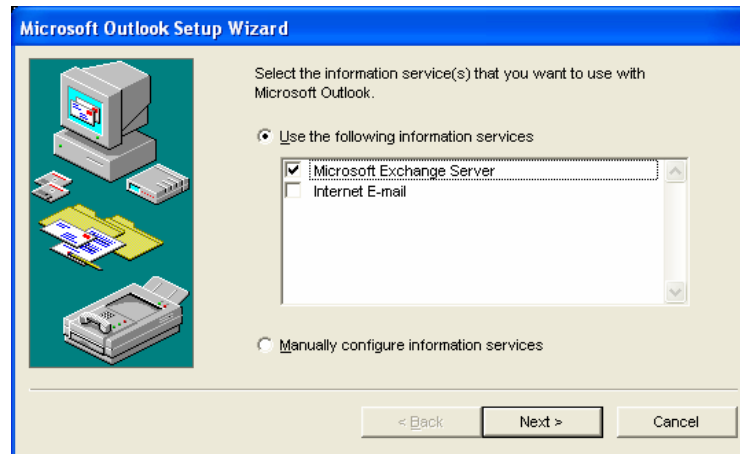 Microsoft Outlook Setup Wizard
Select the information service(s) that you want to use with
Microsoft Outlook.
Use the following information services
Microsoft Exchange Server
Internet E-mail
Manually configure information services
< Back
Next >
Cancel